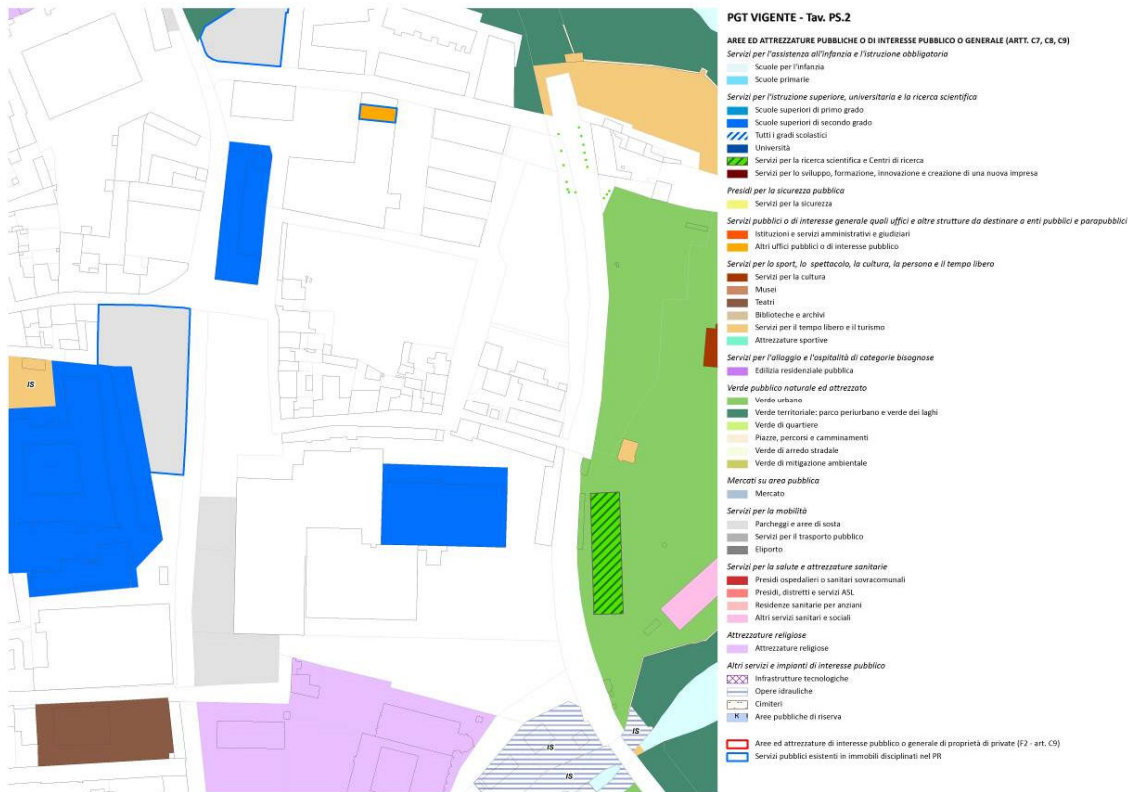 PGT VIGENTE - Tav. PS.2
AREE ED ATTREZZATURE PUBBLICHE O DI INTERESSE PUBBLICO O GENERALE (ARTT. C7, C8, C9)
Servizi per l'assistenza all'infanzia e l'istruzione obbligatoria
Scuole per l'infanzia
Scuole primarie
Servizi per l'istruzione superiore, universitaria e la ricerca scientifica
Scuole superiori di primo grado
Scuole superiori di secondo grado
Tutti i gradi scolastici
Università
Servizi per la ricerca scientifica e Centri di ricerca
Servizi per lo sviluppo, formazione, innovazione e creazione di una nuova impresa
Presidi per la sicurezza pubblica
Servizi per la sicurezza
Servizi pubblici o di interesse generale quali uffici e altre strutture da destinare a enti pubblici e parapubblici
Istituzioni e servizi amministrativi e giudiziari
Altri uffici pubblici o di interesse pubblico
Servizi per lo sport, lo spettacolo, la cultura, la persona e il tempo libero
Servizi per la cultura
Musei
Teatri
Biblioteche e archivi
Servizi per il tempo libero e il turismo
Attrezzature sportive
Servizi per l'alloggio e l'ospitalità di categorie bisognose
Edilizia residenziale pubblica
Verde pubblico naturale ed attrezzato
Verde urbano
Verde territoriale: parco periurbano e verde dei laghi
Verde di quartiere
Piazze, percorsi e camminamenti
Verde di arredo stradale
Verde di mitigazione ambientale
Mercati su area pubblica
Mercato
Servizi per la mobilità
Parcheggi e aree di sosta
Servizi per il trasporto pubblico
Eliporto
Servizi per la salute e attrezzature sanitarie
Presidi ospedalieri o sanitari sovracomunali
Presidi, distretti e servizi ASL
Residenze sanitarie per anziani
Altri servizi sanitari e sociali
Attrezzature religiose
Attrezzature religiose
Altri servizi e impianti di interesse pubblico
Infrastrutture tecnologiche
Opere idrauliche
Cimiteri
Aree pubbliche di riserva
Aree ed attrezzature di interesse pubblico o generale di proprietà di private (F2 - art. C9)
Servizi pubblici esistenti in immobili disciplinati nel PR
IS
IS
IS
IS